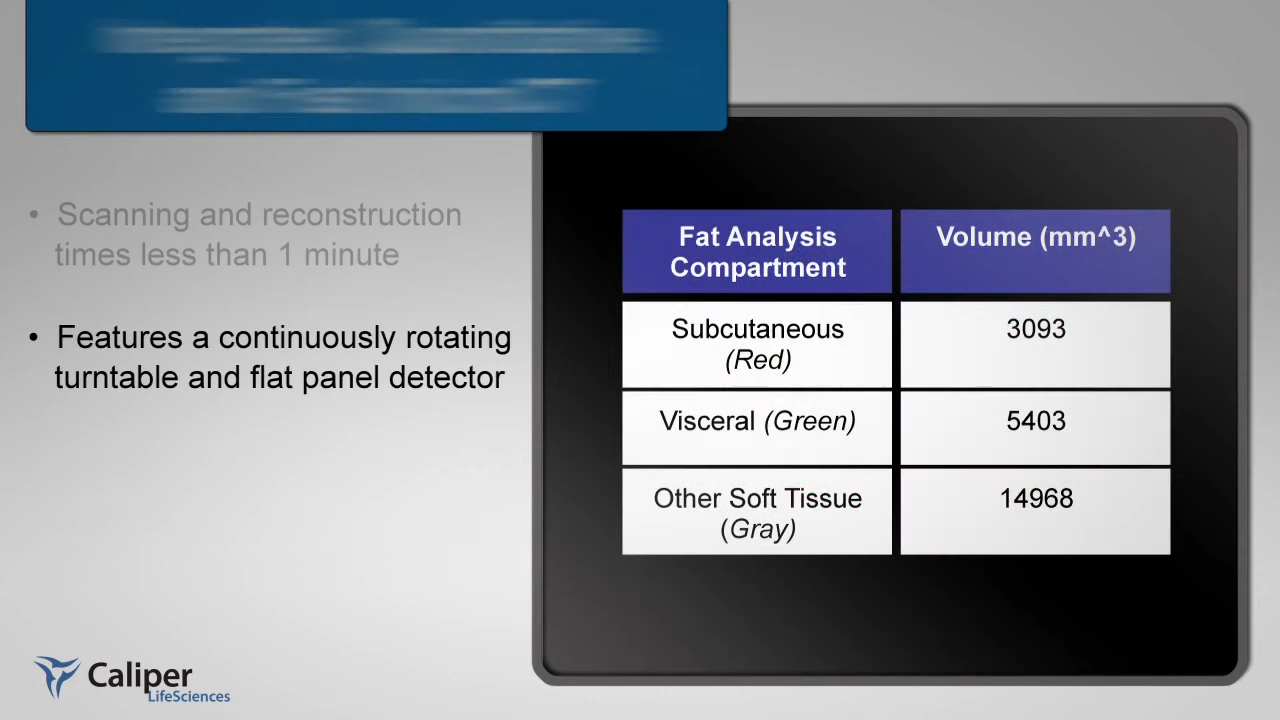 • Scanning and reconstruction
times less than 1 minute
• Features a continuously rotating
turntable and flat panel detector
Fat Analysis
Compartment
Volume (mm^3)
Subcutaneous
(Red)
3093
Visceral (Green)
5403
Other Soft Tissue
(Gray)
14968
Caliper
LifeSciences